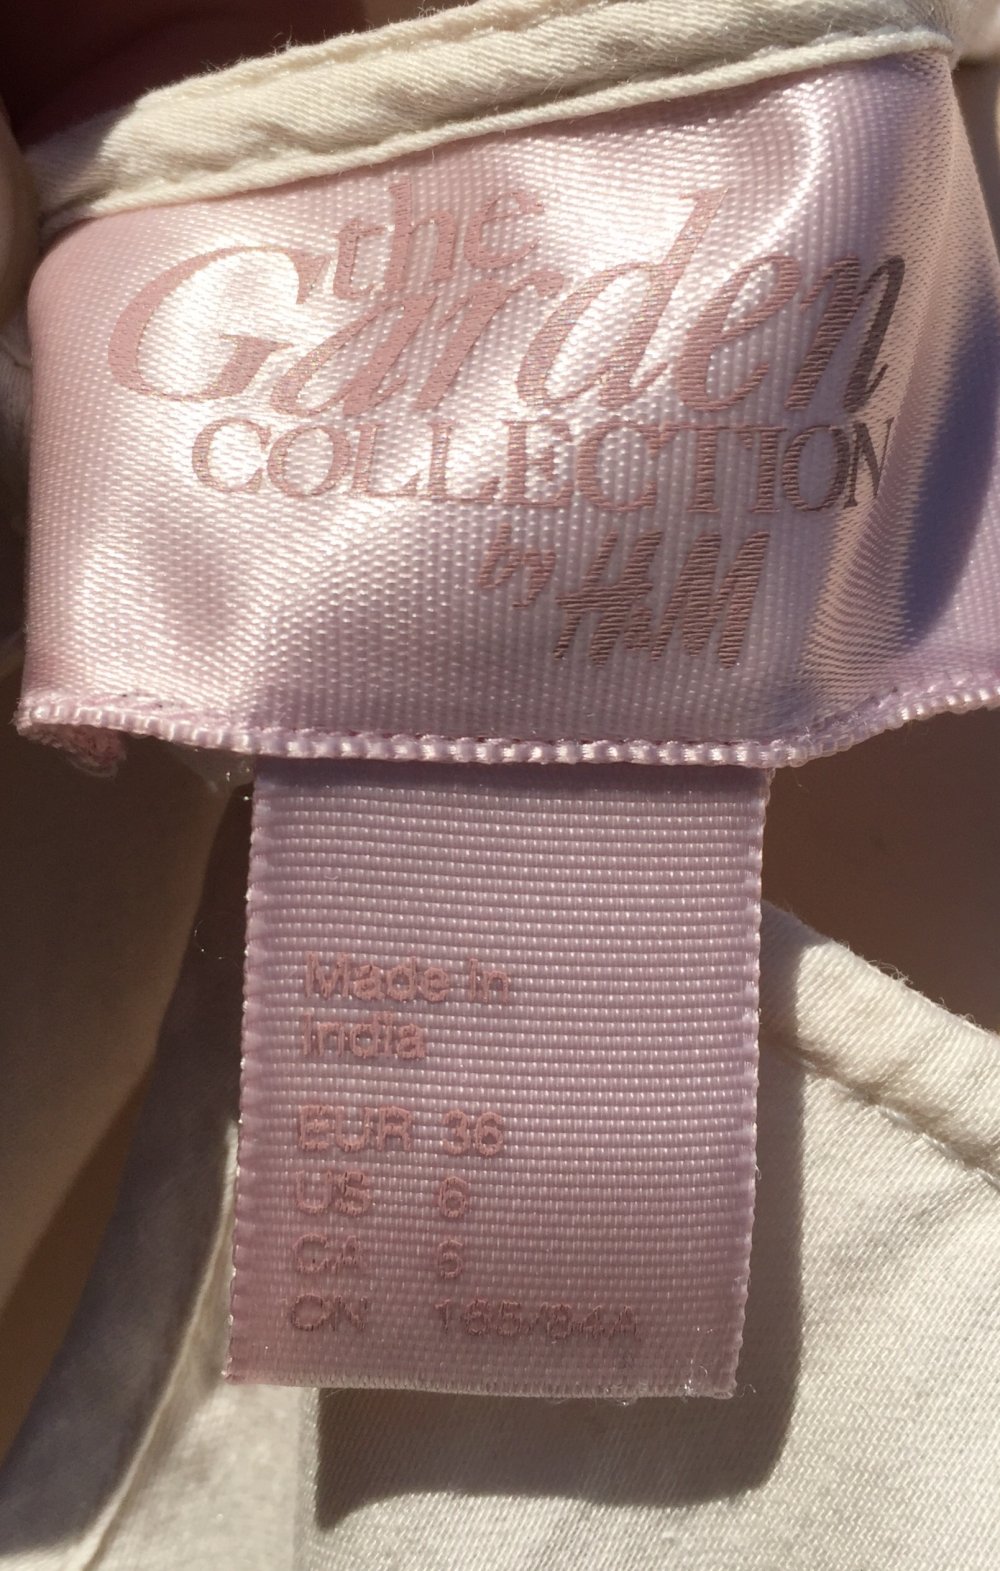 the
Garden
COLLECTION
by H&M
Made in
India
EUR 36
US 6
CA 6
CN 165/84A